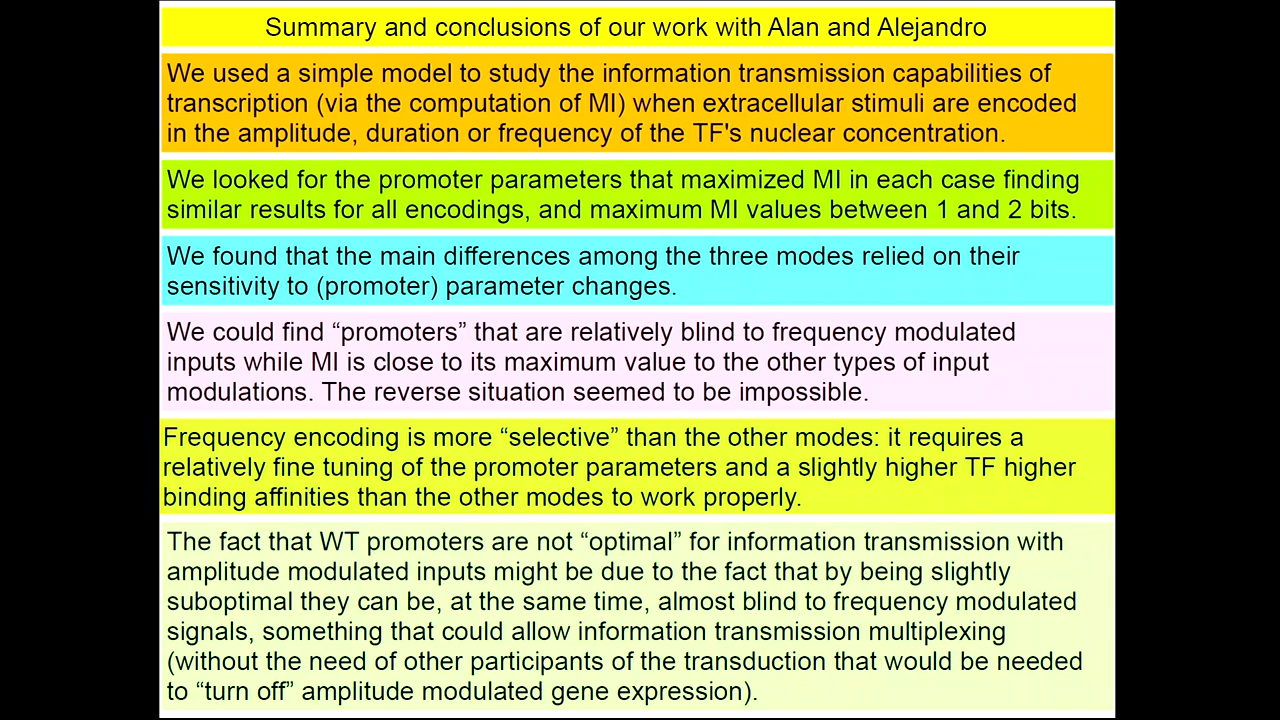 Summary and conclusions of our work with Alan and Alejandro
We used a simple model to study the information transmission capabilities of
transcription (via the computation of MI) when extracellular stimuli are encoded
in the amplitude, duration or frequency of the TF's nuclear concentration.
We looked for the promoter parameters that maximized MI in each case finding
similar results for all encodings, and maximum MI values between 1 and 2 bits.
We found that the main differences among the three modes relied on their
sensitivity to (promoter) parameter changes.
We could find “promoters” that are relatively blind to frequency modulated
inputs while MI is close to its maximum value to the other types of input
modulations. The reverse situation seemed to be impossible.
Frequency encoding is more “selective” than the other modes: it requires a
relatively fine tuning of the promoter parameters and a slightly higher TF higher
binding affinities than the other modes to work properly.
The fact that WT promoters are not “optimal” for information transmission with
amplitude modulated inputs might be due to the fact that by being slightly
suboptimal they can be, at the same time, almost blind to frequency modulated
signals, something that could allow information transmission multiplexing
(without the need of other participants of the transduction that would be needed
to “turn off” amplitude modulated gene expression).